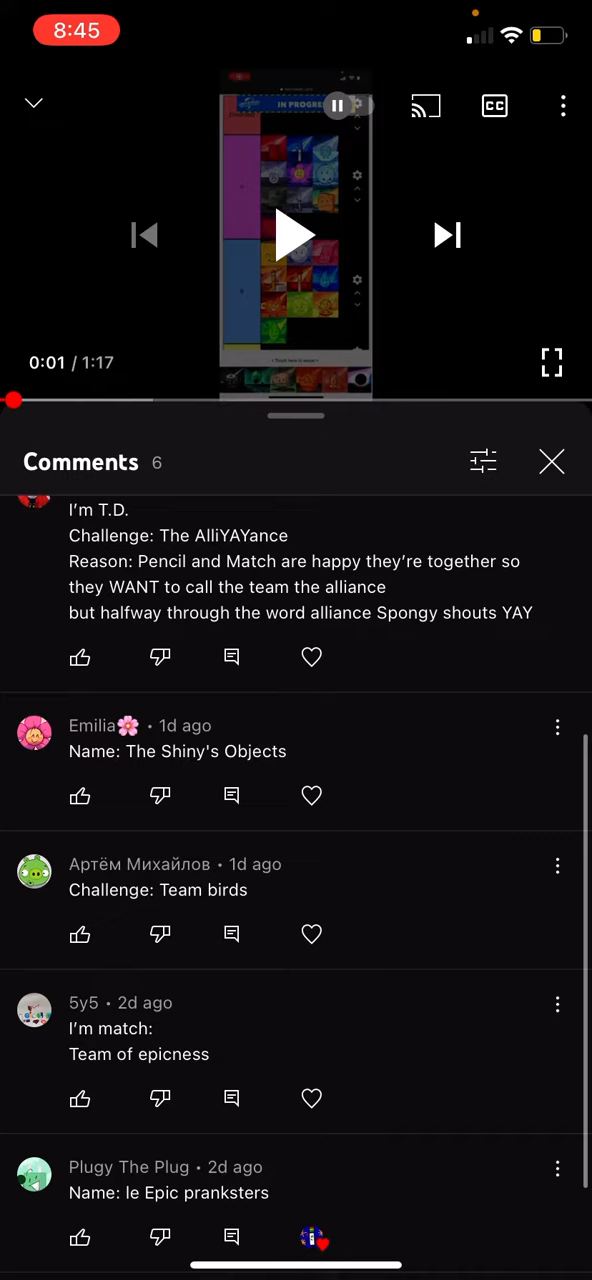 8:45
IN PROGRESS
CC
0:01 / 1:17
Comments 6
I'm T.D.
Challenge: The AlliYAYance
Reason: Pencil and Match are happy they're together so
they WANT to call the team the alliance
but halfway through the word alliance Spongy shouts YAY
Emilia🌸 • 1d ago
Name: The Shiny's Objects
Артём Михайлов • 1d ago
Challenge: Team birds
5y5 • 2d ago
I'm match:
Team of epicness
Plugy The Plug • 2d ago
Name: le Epic pranksters